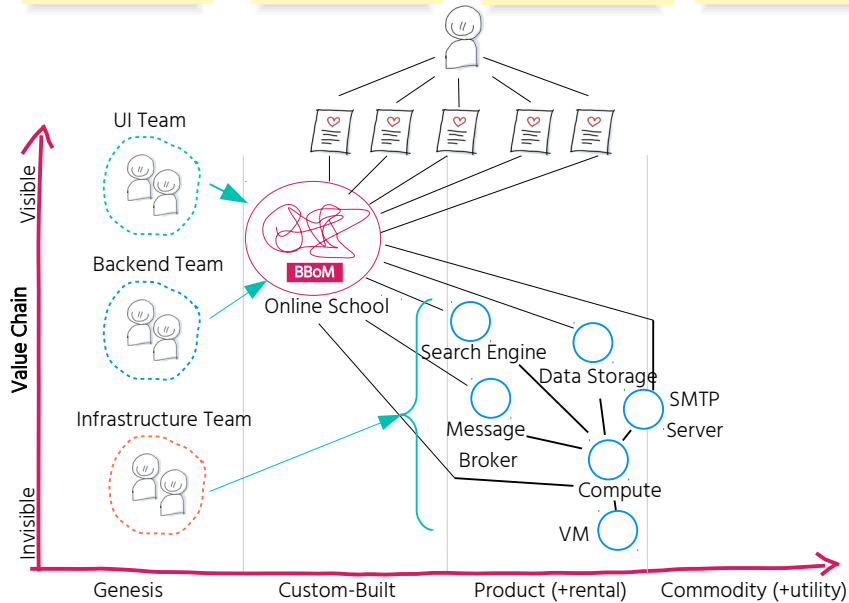 UI Team
Visible
Backend Team
BBoM
Online School
Value Chain
Search Engine
Data Storage
Infrastructure Team
SMTP
Server
Message
Broker
Compute
VM
Invisible
Genesis
Custom-Built
Product (+rental)
Commodity (+utility)